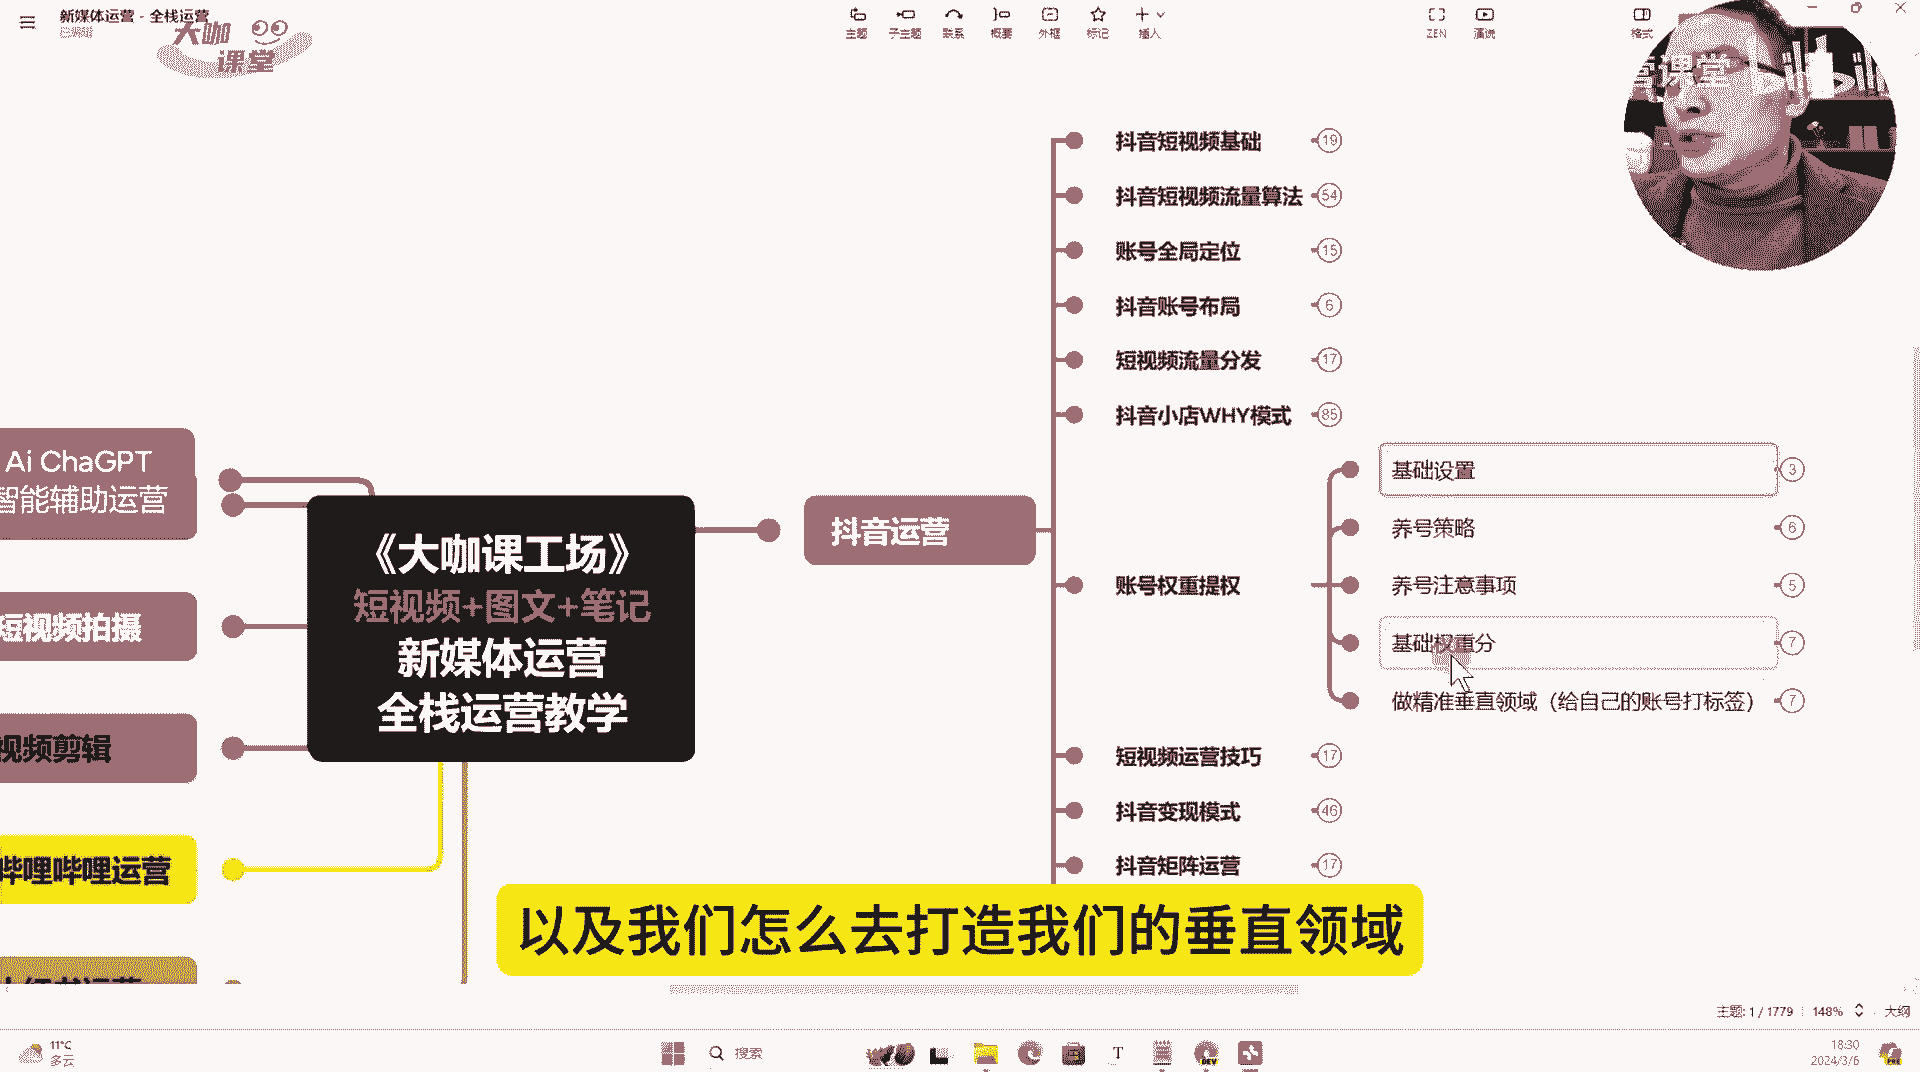 新媒体运营 - 全栈运营
已编辑
大咖
课堂
主题
子主题
联系
概要
外框
标记
插入
ZEN
演说
格式
课堂
抖音短视频基础 19
抖音短视频流量算法 54
账号全局定位 15
抖音账号布局 6
短视频流量分发 17
抖音小店WHY模式 85
账号权重提权
基础设置 3
养号策略 6
养号注意事项 5
基础权重分 7
做精准垂直领域（给自己的账号打标签） 7
短视频运营技巧 17
抖音变现模式 46
抖音矩阵运营 17
抖音运营
《大咖课工场》
短视频+图文+笔记
新媒体运营
全栈运营教学
Ai ChaGPT
智能辅助运营
短视频拍摄
视频剪辑
哔哩哔哩运营
以及我们怎么去打造我们的垂直领域
主题: 1 / 1779
148%
大纲
11°C
多云
搜索
18:30
2024/3/6